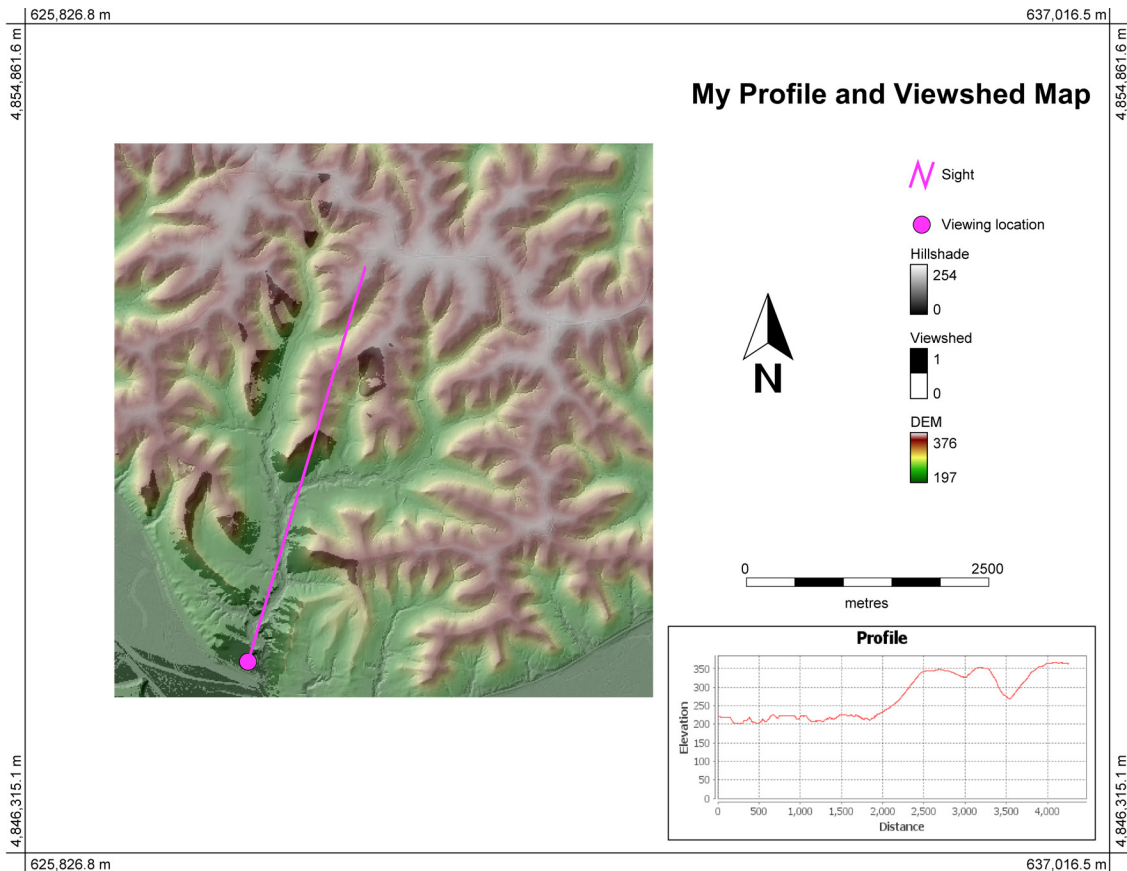 625,826.8 m
637,016.5 m
4,854,861.6 m
4,854,861.6 m
My Profile and Viewshed Map
Sight
Viewing location
Hillshade
254
0
Viewshed
1
0
DEM
376
197
N
0
2500
metres
Profile
350
300
250
200
150
100
50
0
Elevation
0
500
1,000
1,500
2,000
2,500
3,000
3,500
4,000
Distance
4,846,315.1 m
4,846,315.1 m
625,826.8 m
637,016.5 m